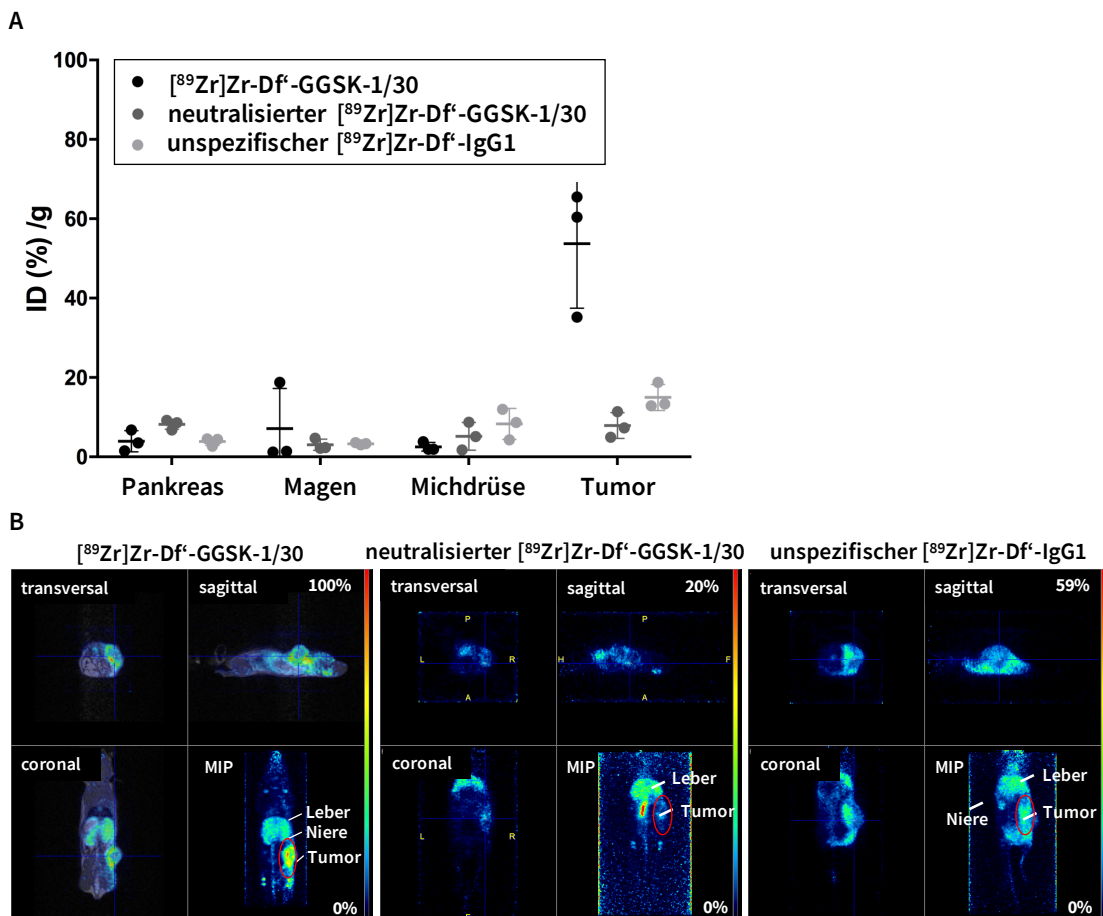 A
100
80
60
40
20
0
ID (%) /g
[⁸⁹Zr]Zr-Df‘-GGSK-1/30
neutralisierter [⁸⁹Zr]Zr-Df‘-GGSK-1/30
unspezifischer [⁸⁹Zr]Zr-Df‘-IgG1
Pankreas Magen Michdrüse Tumor
B
[⁸⁹Zr]Zr-Df‘-GGSK-1/30
transversal
sagittal 100%
coronal
MIP
Leber
Niere
Tumor
0%
neutralisierter [⁸⁹Zr]Zr-Df‘-GGSK-1/30
transversal
P
L R
A
sagittal 20%
P
H F
A
coronal
L R
MIP
Leber
Tumor
0%
unspezifischer [⁸⁹Zr]Zr-Df‘-IgG1
transversal
sagittal 59%
coronal
MIP
Leber
Niere
Tumor
0%